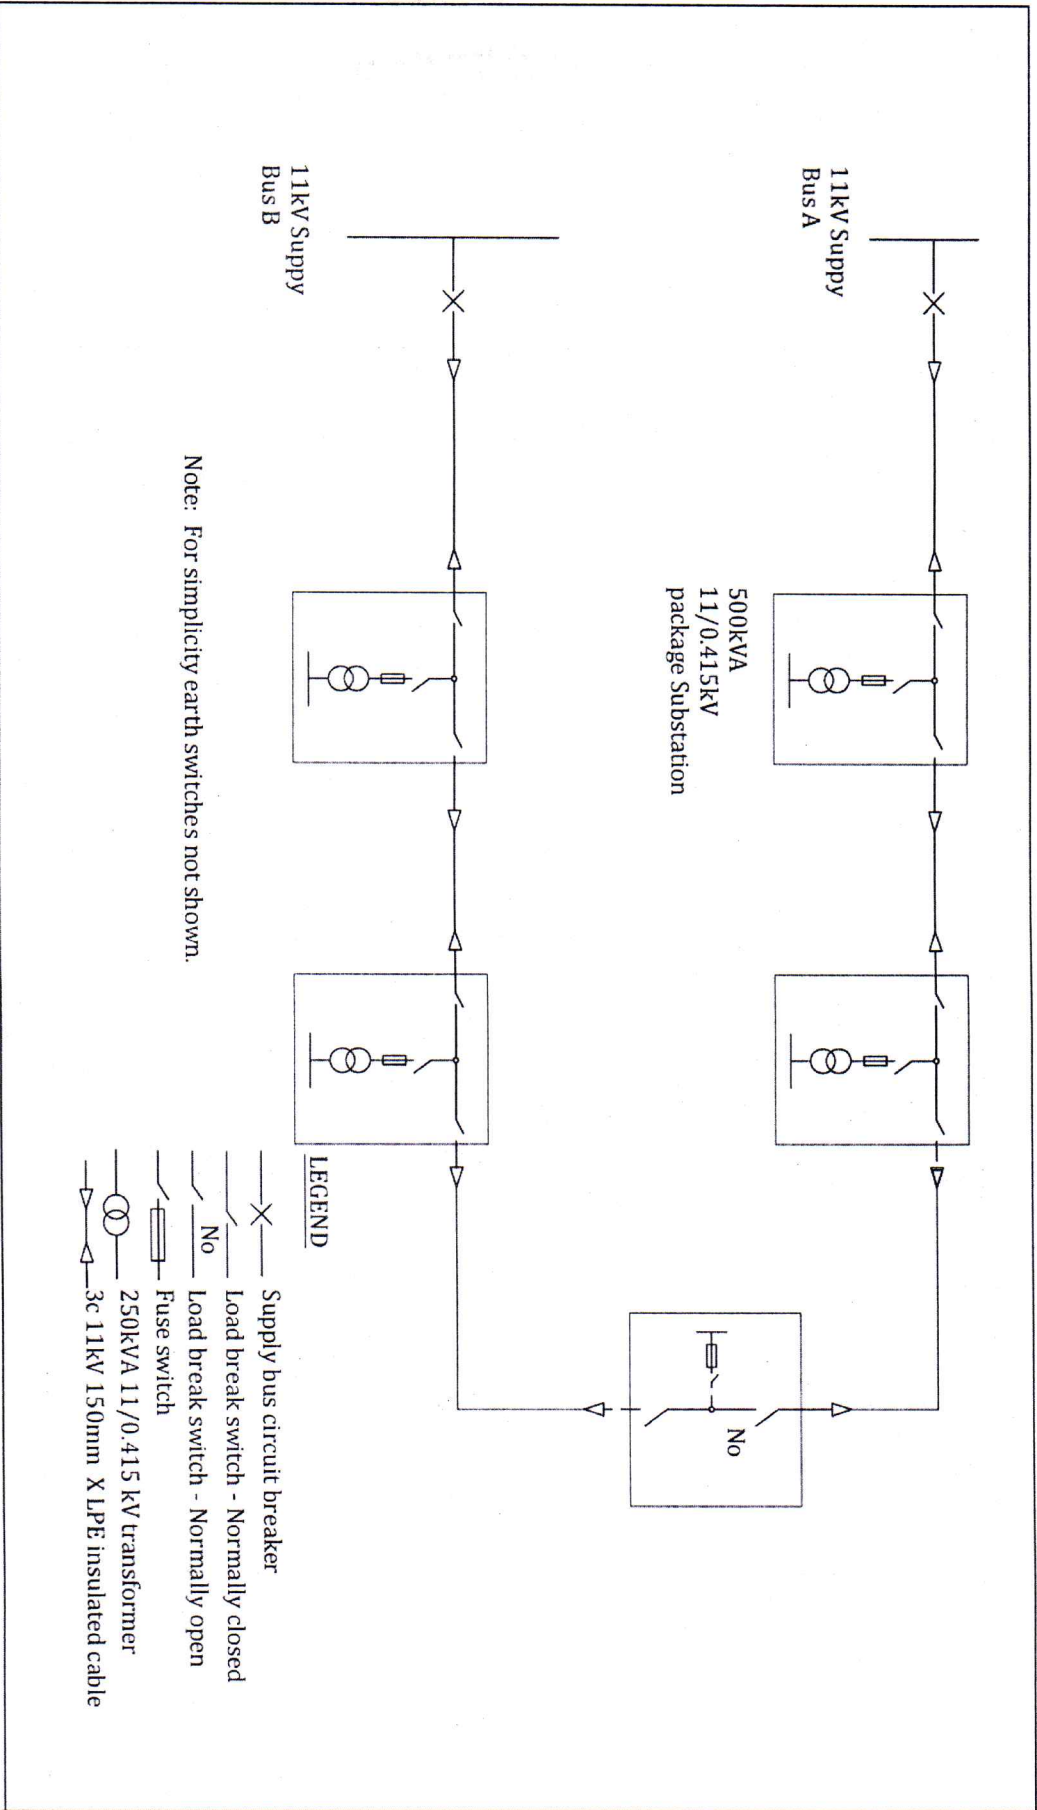 11kV Suppy
Bus A
500kVA
11/0.415kV
package Substation
No
11kV Suppy
Bus B
Note: For simplicity earth switches not shown.
LEGEND
Supply bus circuit breaker
Load break switch - Normally closed
No
Load break switch - Normally open
Fuse switch
250kVA 11/0.415 kV transformer
3c 11kV 150mm X LPE insulated cable